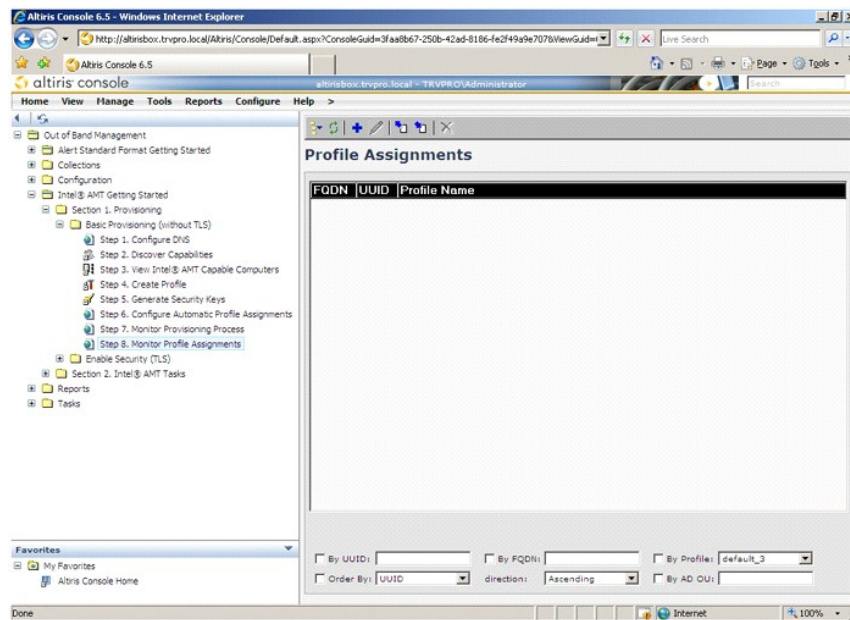 Altiris Console 6.5 - Windows Internet Explorer
http://altirisbox.trvpro.local/Altiris/Console/Default.aspx?ConsoleGuid=3faa8b67-250b-42ad-8186-fe2f49a9e707&ViewGuid=
Live Search
Altiris Console 6.5
Page
Tools
altiris console
altirisbox.trvpro.local - TRVPRO\Administrator
Search
Home View Manage Tools Reports Configure Help >
Out of Band Management
Alert Standard Format Getting Started
Collections
Configuration
Intel® AMT Getting Started
Section 1. Provisioning
Basic Provisioning (without TLS)
Step 1. Configure DNS
Step 2. Discover Capabilities
Step 3. View Intel® AMT Capable Computers
Step 4. Create Profile
Step 5. Generate Security Keys
Step 6. Configure Automatic Profile Assignments
Step 7. Monitor Provisioning Process
Step 8. Monitor Profile Assignments
Enable Security (TLS)
Section 2. Intel® AMT Tasks
Reports
Tasks
Profile Assignments
FQDN UUID Profile Name
Favorites
My Favorites
Altiris Console Home
By UUID: By FQDN: By Profile: default_3
Order By: UUID direction: Ascending By AD OU:
Done
Internet
100%